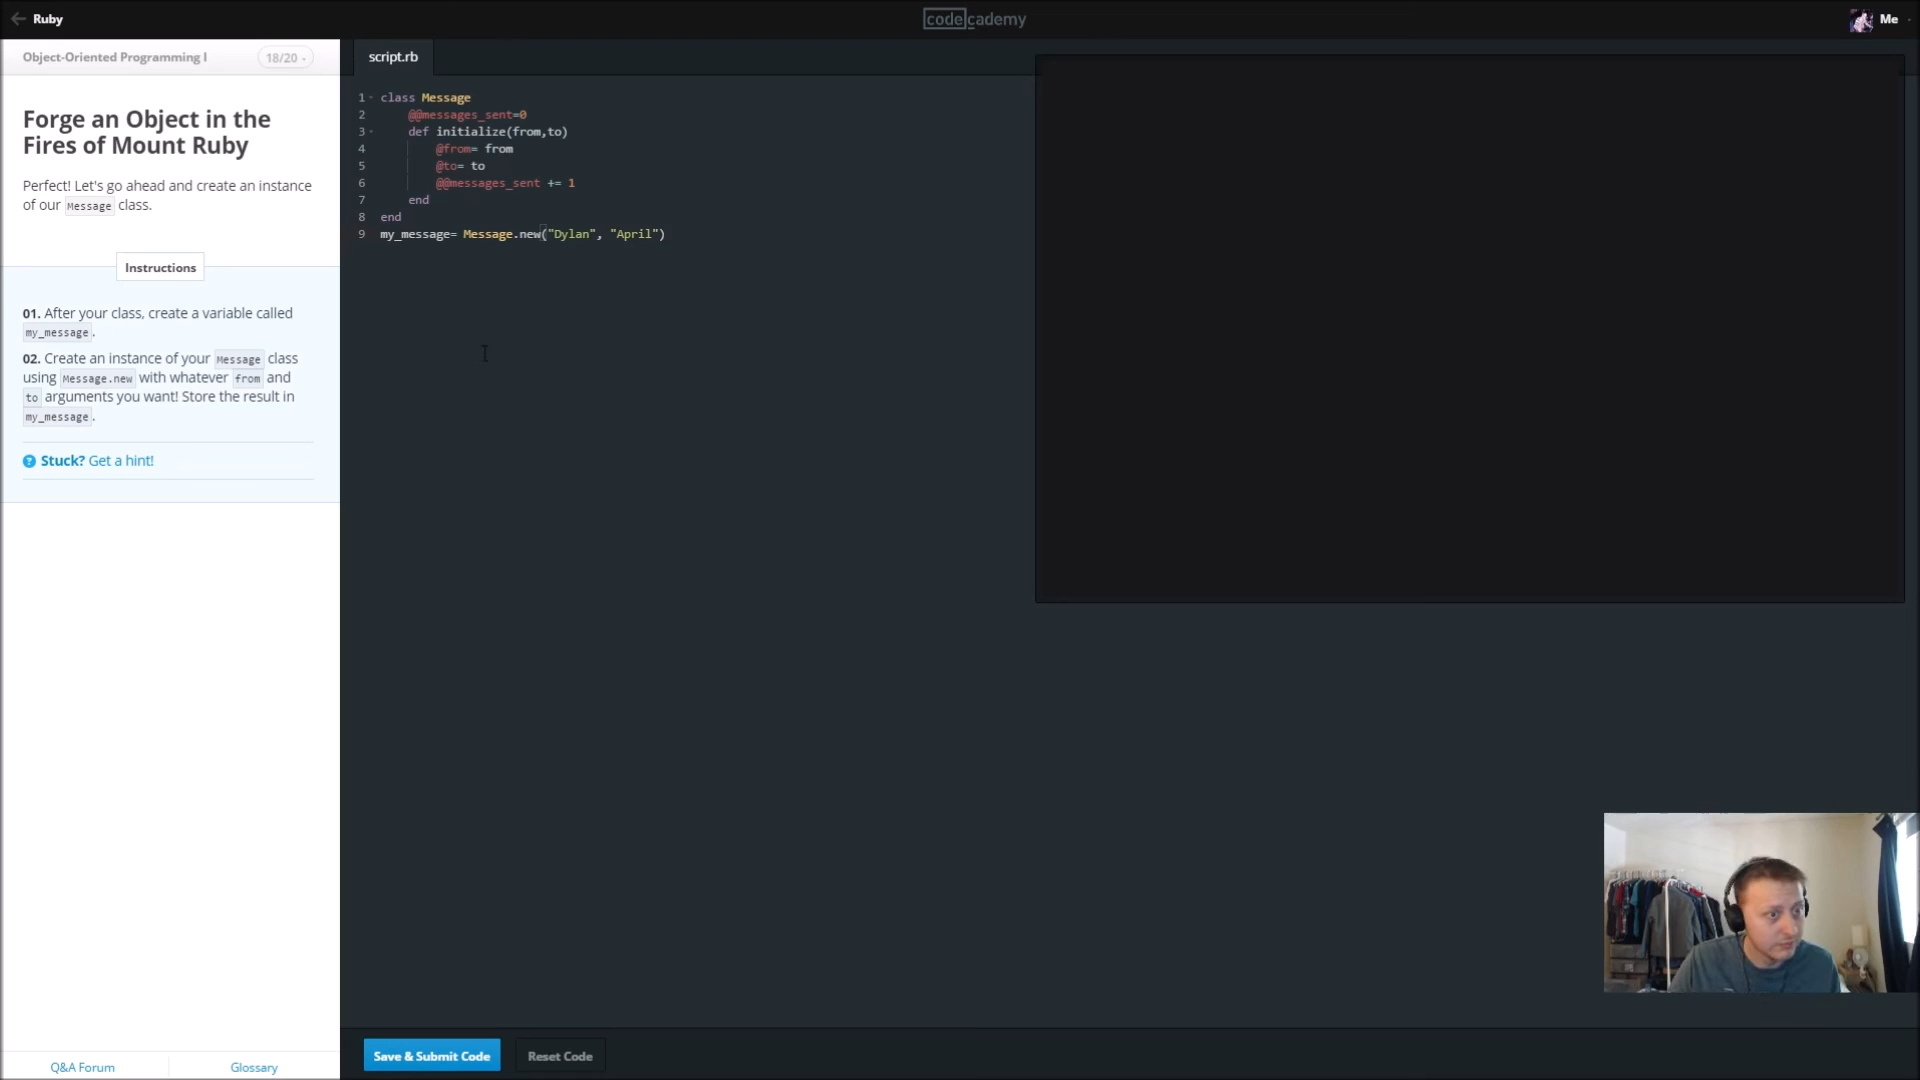 Ruby
codecademy
Me
Object-Oriented Programming I
18/20
script.rb
Forge an Object in the
Fires of Mount Ruby
Perfect! Let's go ahead and create an instance
of our Message class.
Instructions
01. After your class, create a variable called
my_message.
02. Create an instance of your Message class
using Message.new with whatever from and
to arguments you want! Store the result in
my_message.
? Stuck? Get a hint!
1 class Message
2 @@messages_sent=0
3 def initialize(from,to)
4 @from= from
5 @to= to
6 @@messages_sent += 1
7 end
8 end
9 my_message= Message.new("Dylan", "April")
Q&A Forum
Glossary
Save & Submit Code
Reset Code